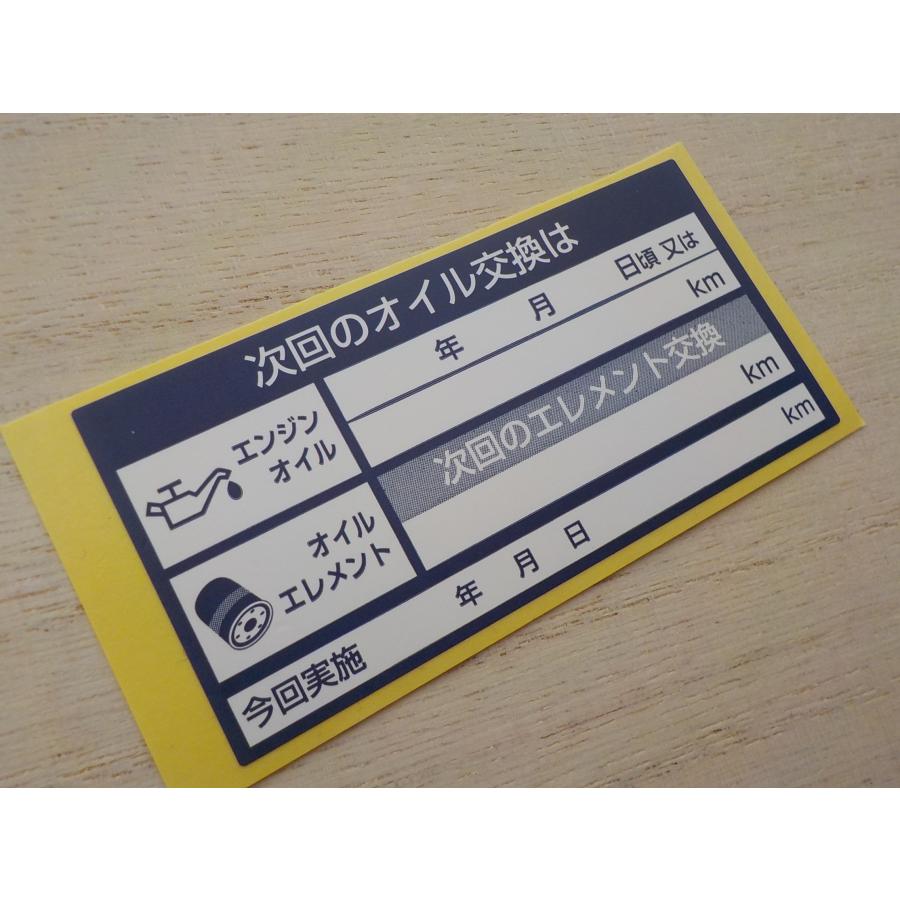 次回のオイル交換は
エンジン
オイル
年 月 日頃 又は
km
次回のエレメント交換
km
オイル
エレメント
今回実施 年 月 日 km